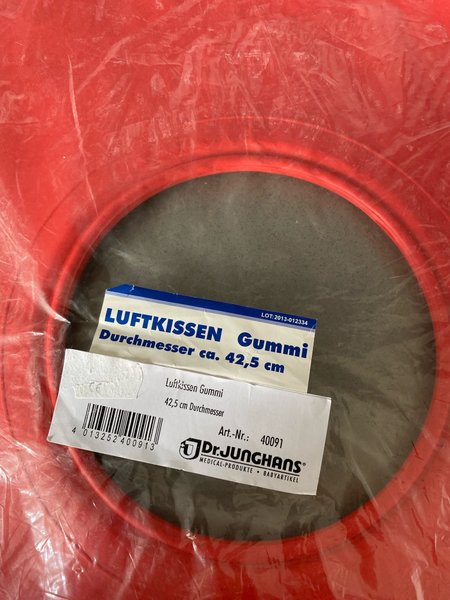 LOT: 2013-012334
LUFTKISSEN Gummi
Durchmesser ca. 42,5 cm
Luftkissen Gummi
42,5 cm Durchmesser
Art.-Nr.: 40091
4 013252 400913
Dr.JUNGHANS®
MEDICAL-PRODUKTE • BABYARTIKEL